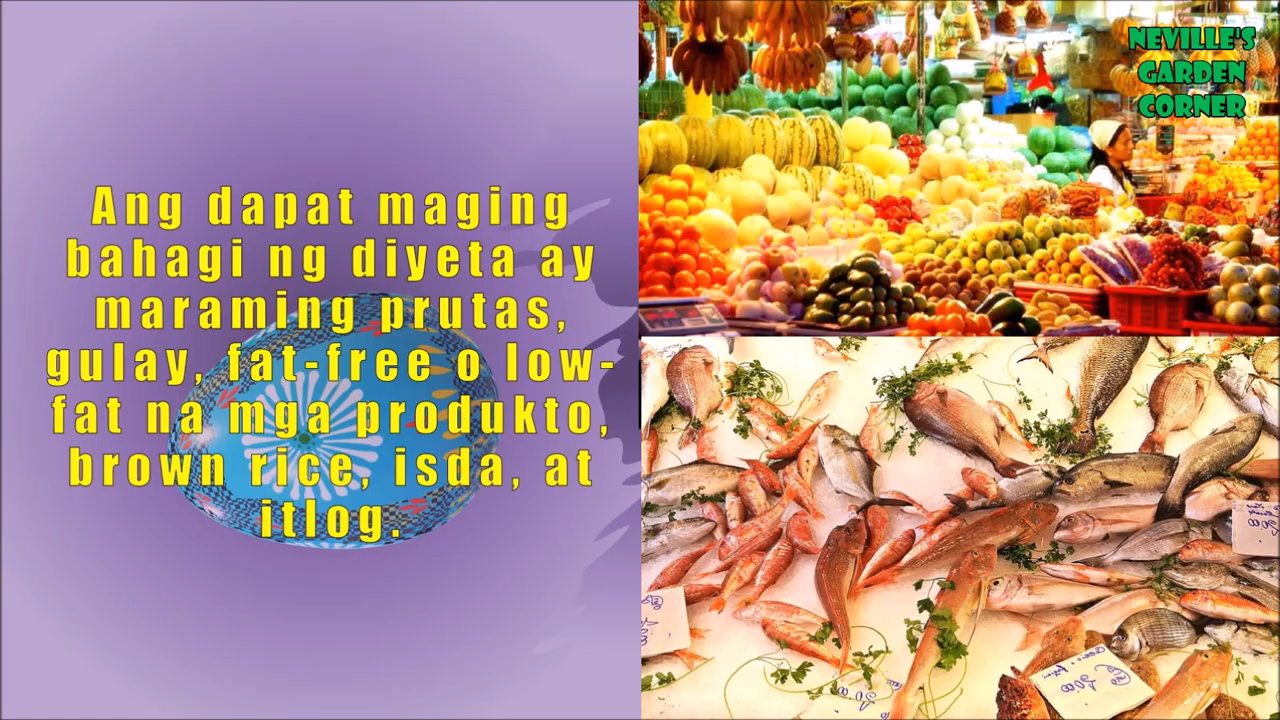 Ang dapat maging
bahagi ng diyeta ay
maraming prutas,
gulay, fat-free o low-
fat na mga produkto,
brown rice, isda, at
itlog.
NEVILLE'S
GARDEN
CORNER